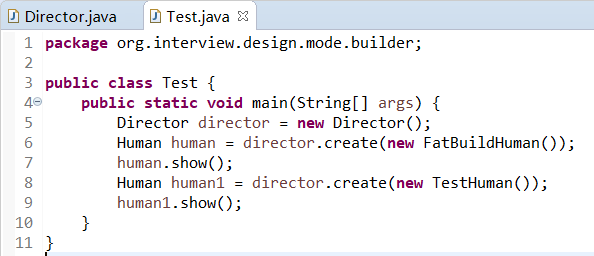 Director.java Test.java
1 package org.interview.design.mode.builder;
2
3 public class Test {
4 public static void main(String[] args) {
5 Director director = new Director();
6 Human human = director.create(new FatBuildHuman());
7 human.show();
8 Human human1 = director.create(new TestHuman());
9 human1.show();
10 }
11 }